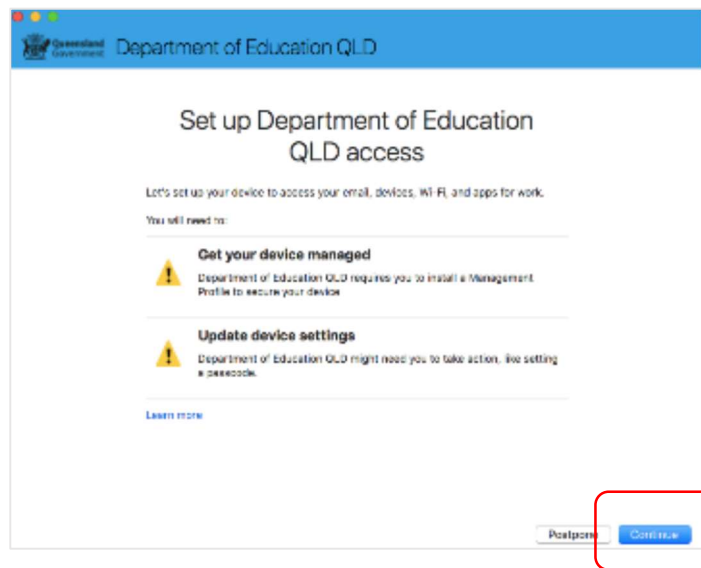 Queensland
Government
Department of Education QLD
Set up Department of Education
QLD access
Let's set up your device to access your email, devices, Wi-Fi, and apps for work.
You will need to:
Get your device managed
Department of Education QLD requires you to install a Management
Profile to secure your device
Update device settings
Department of Education QLD might need you to take action, like setting
a passcode.
Learn more
Postpone
Continue